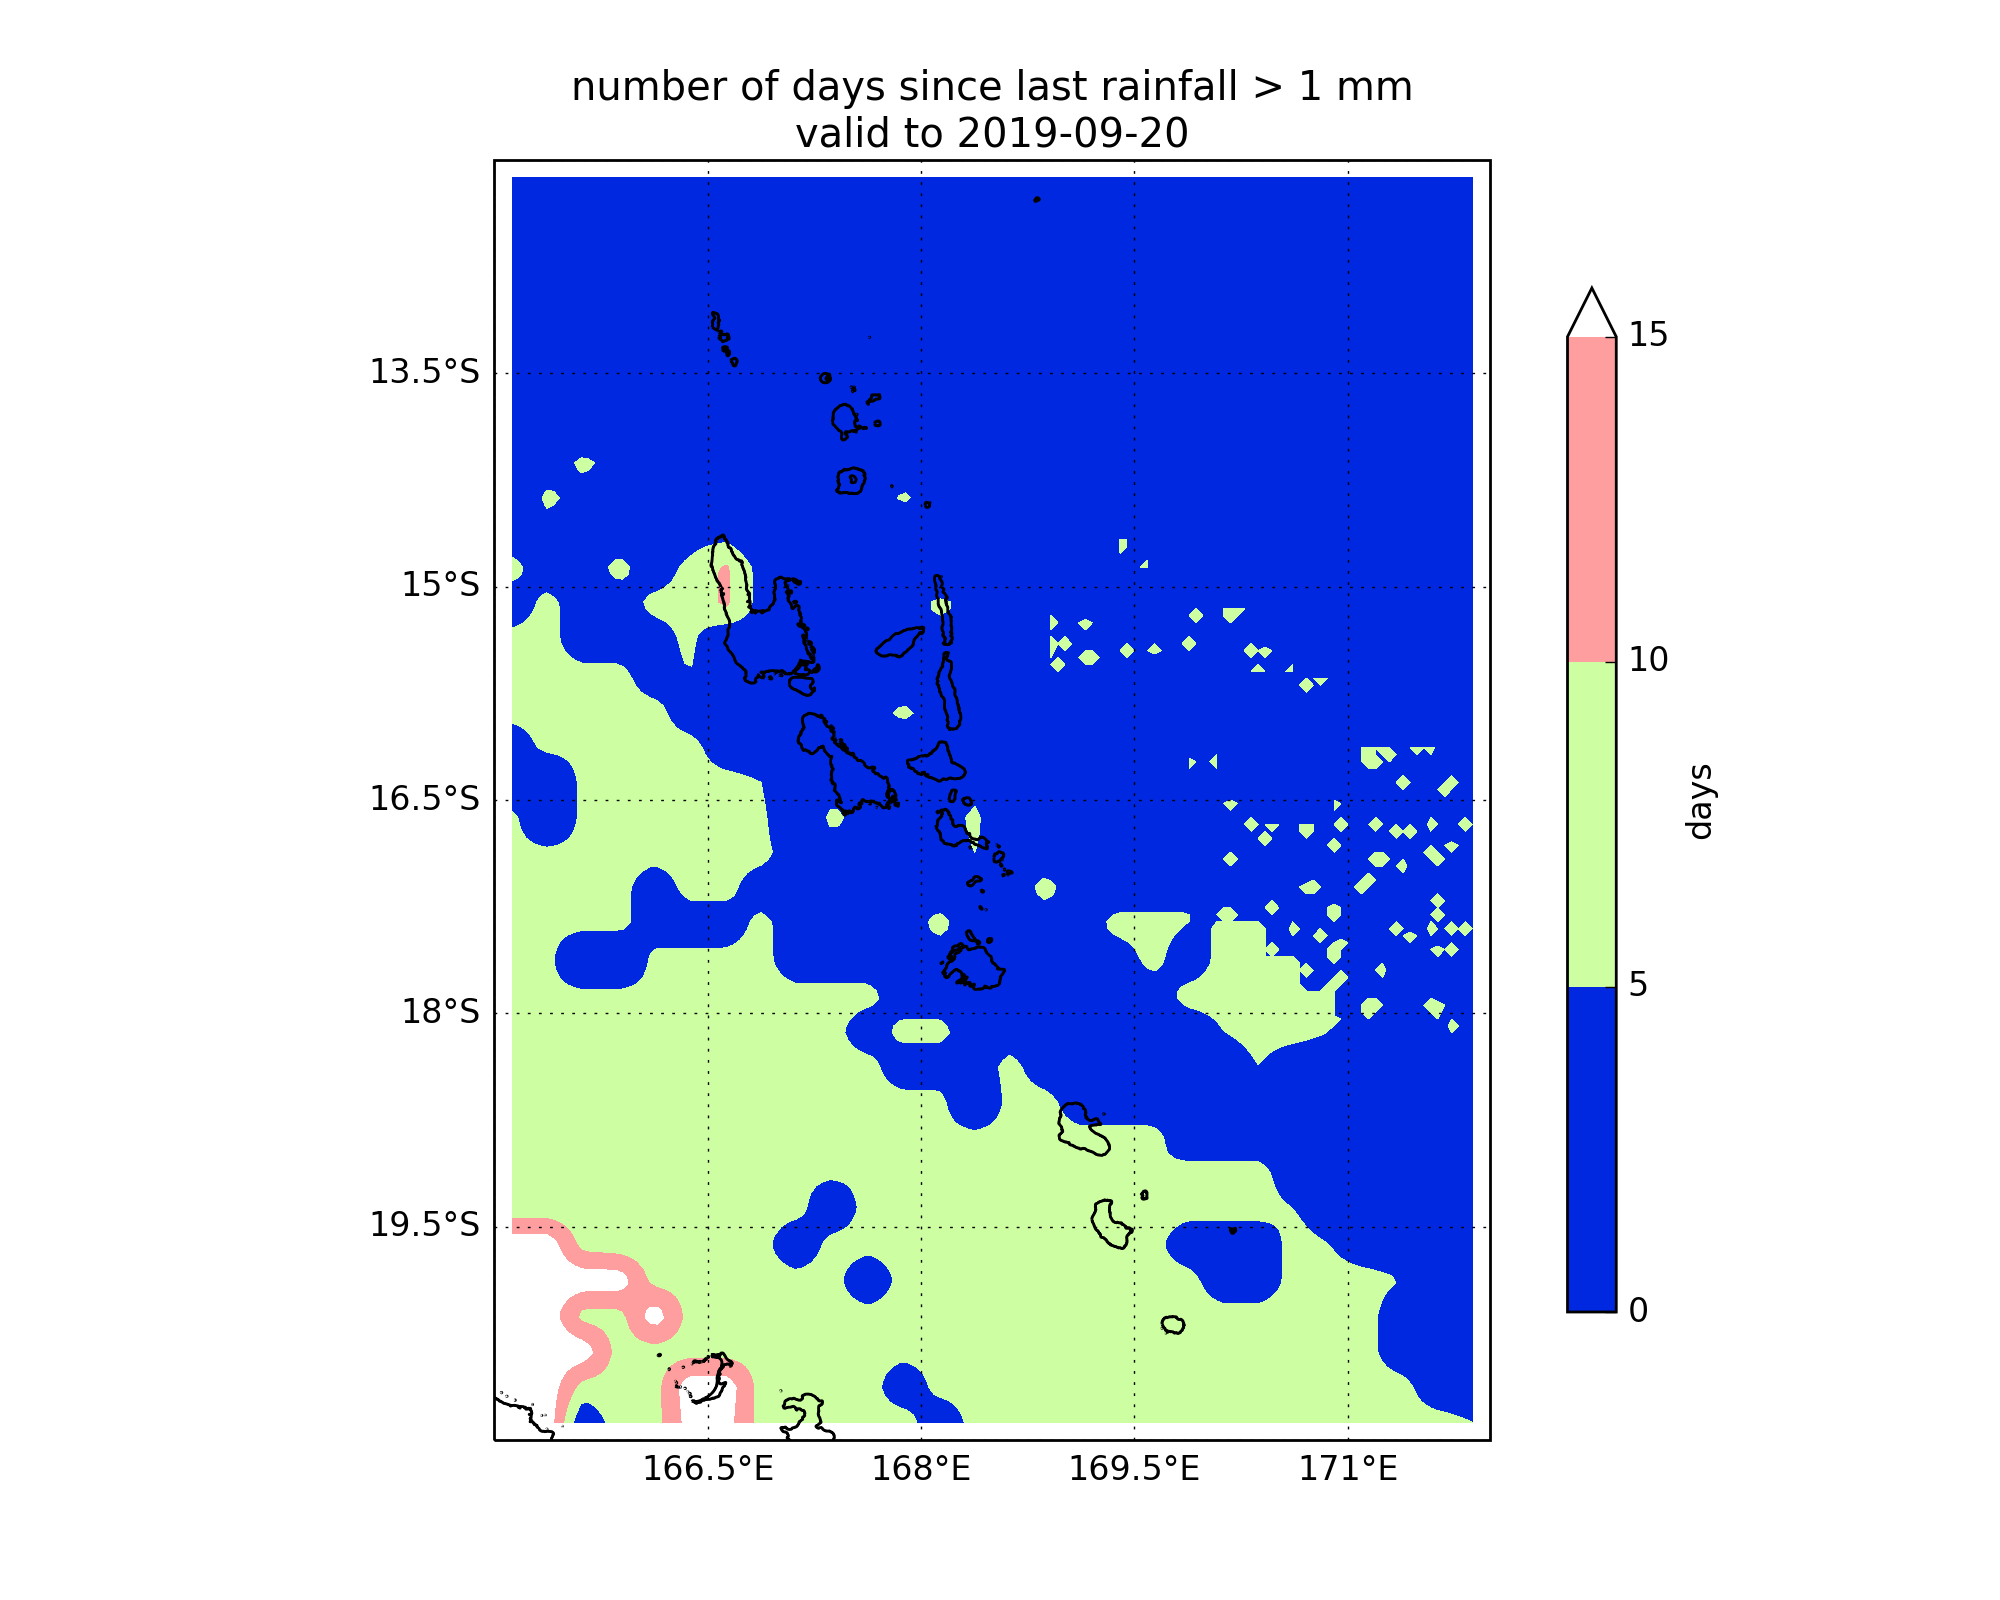 number of days since last rainfall > 1 mm
valid to 2019-09-20
13.5°S
15°S
16.5°S
18°S
19.5°S
166.5°E
168°E
169.5°E
171°E
15
10
5
0
days